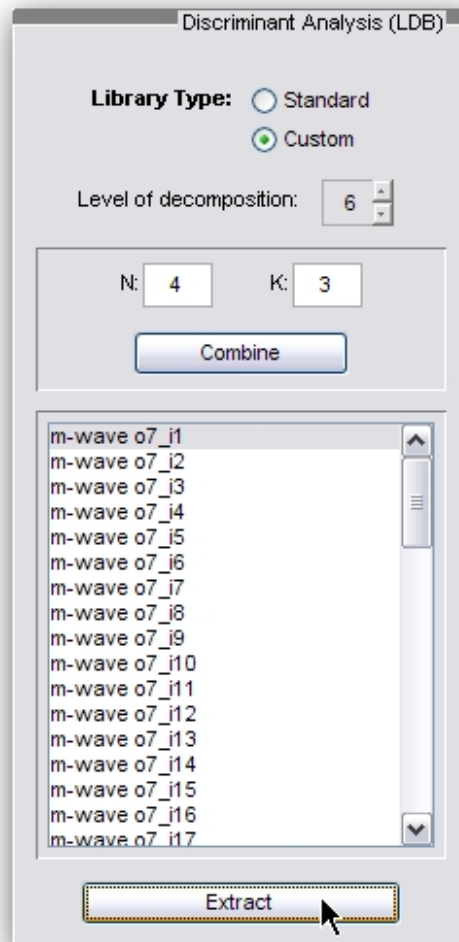 Discriminant Analysis (LDB)
Library Type: Standard
Custom
Level of decomposition: 6
N: 4 K: 3
Combine
m-wave o7_i1
m-wave o7_i2
m-wave o7_i3
m-wave o7_i4
m-wave o7_i5
m-wave o7_i6
m-wave o7_i7
m-wave o7_i8
m-wave o7_i9
m-wave o7_i10
m-wave o7_i11
m-wave o7_i12
m-wave o7_i13
m-wave o7_i14
m-wave o7_i15
m-wave o7_i16
m-wave o7_i17
Extract